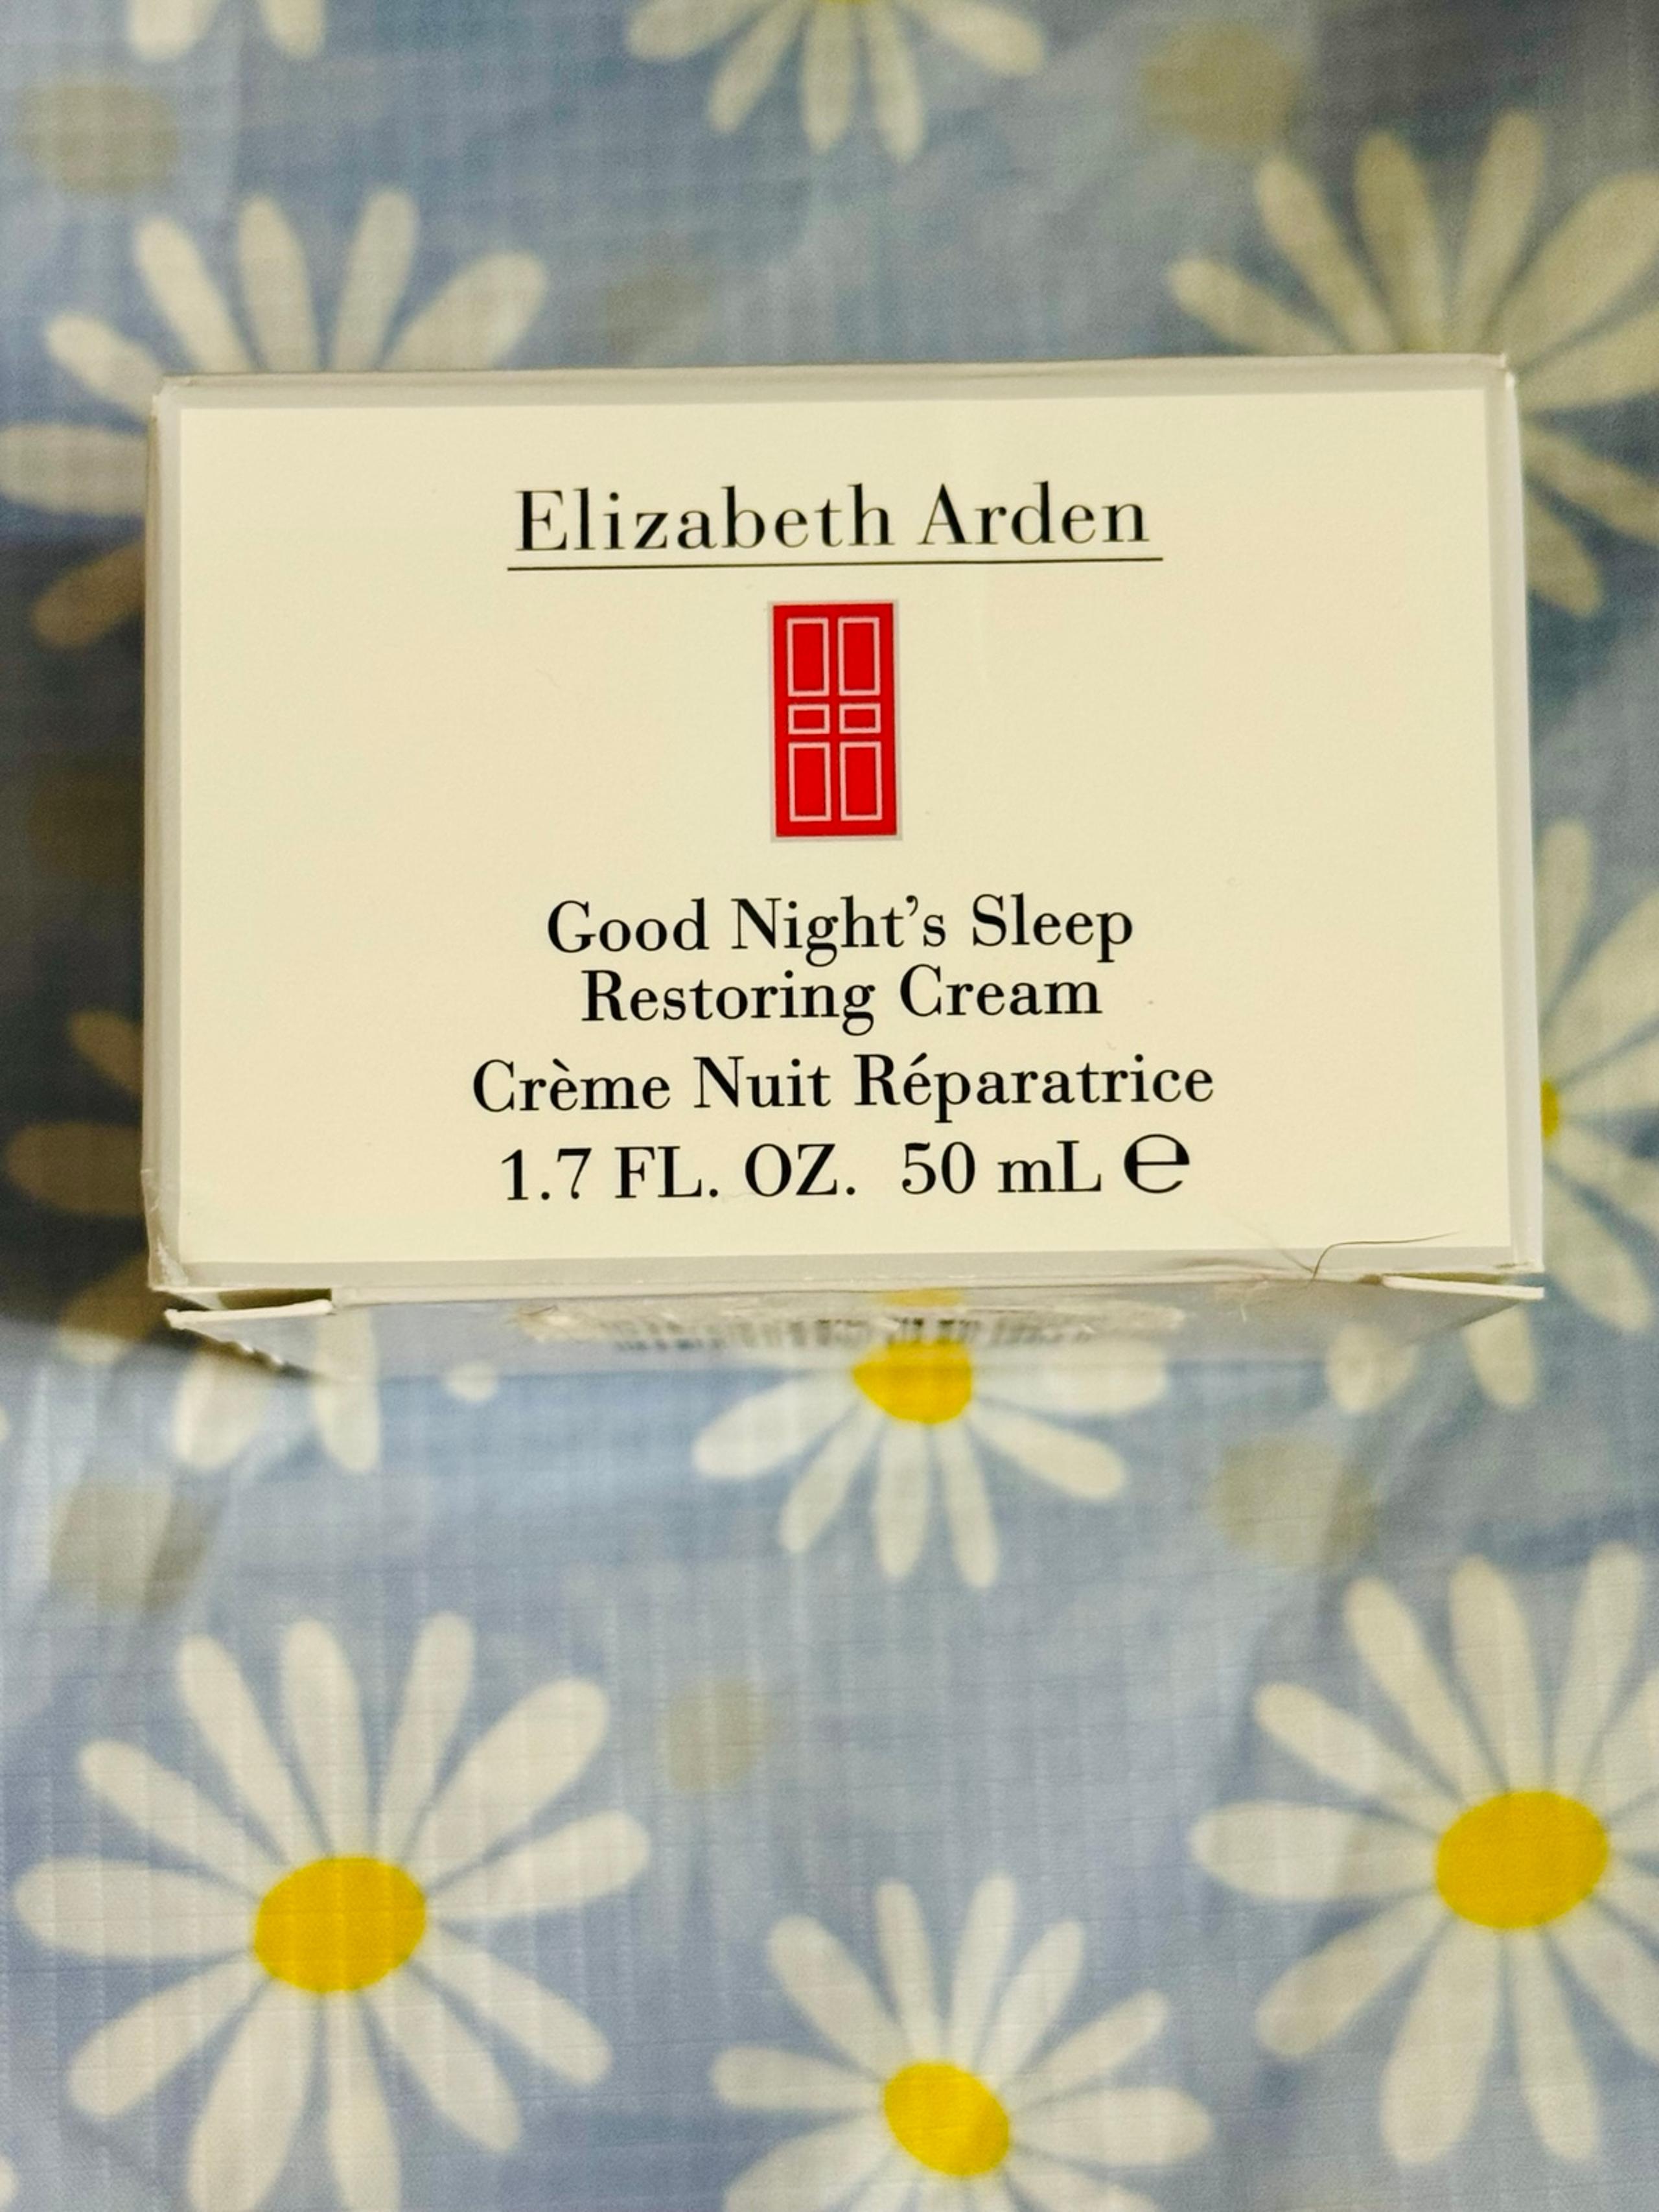 Elizabeth Arden
Good Night’s Sleep
Restoring Cream
Crème Nuit Réparatrice
1.7 FL. OZ. 50 mL ℮